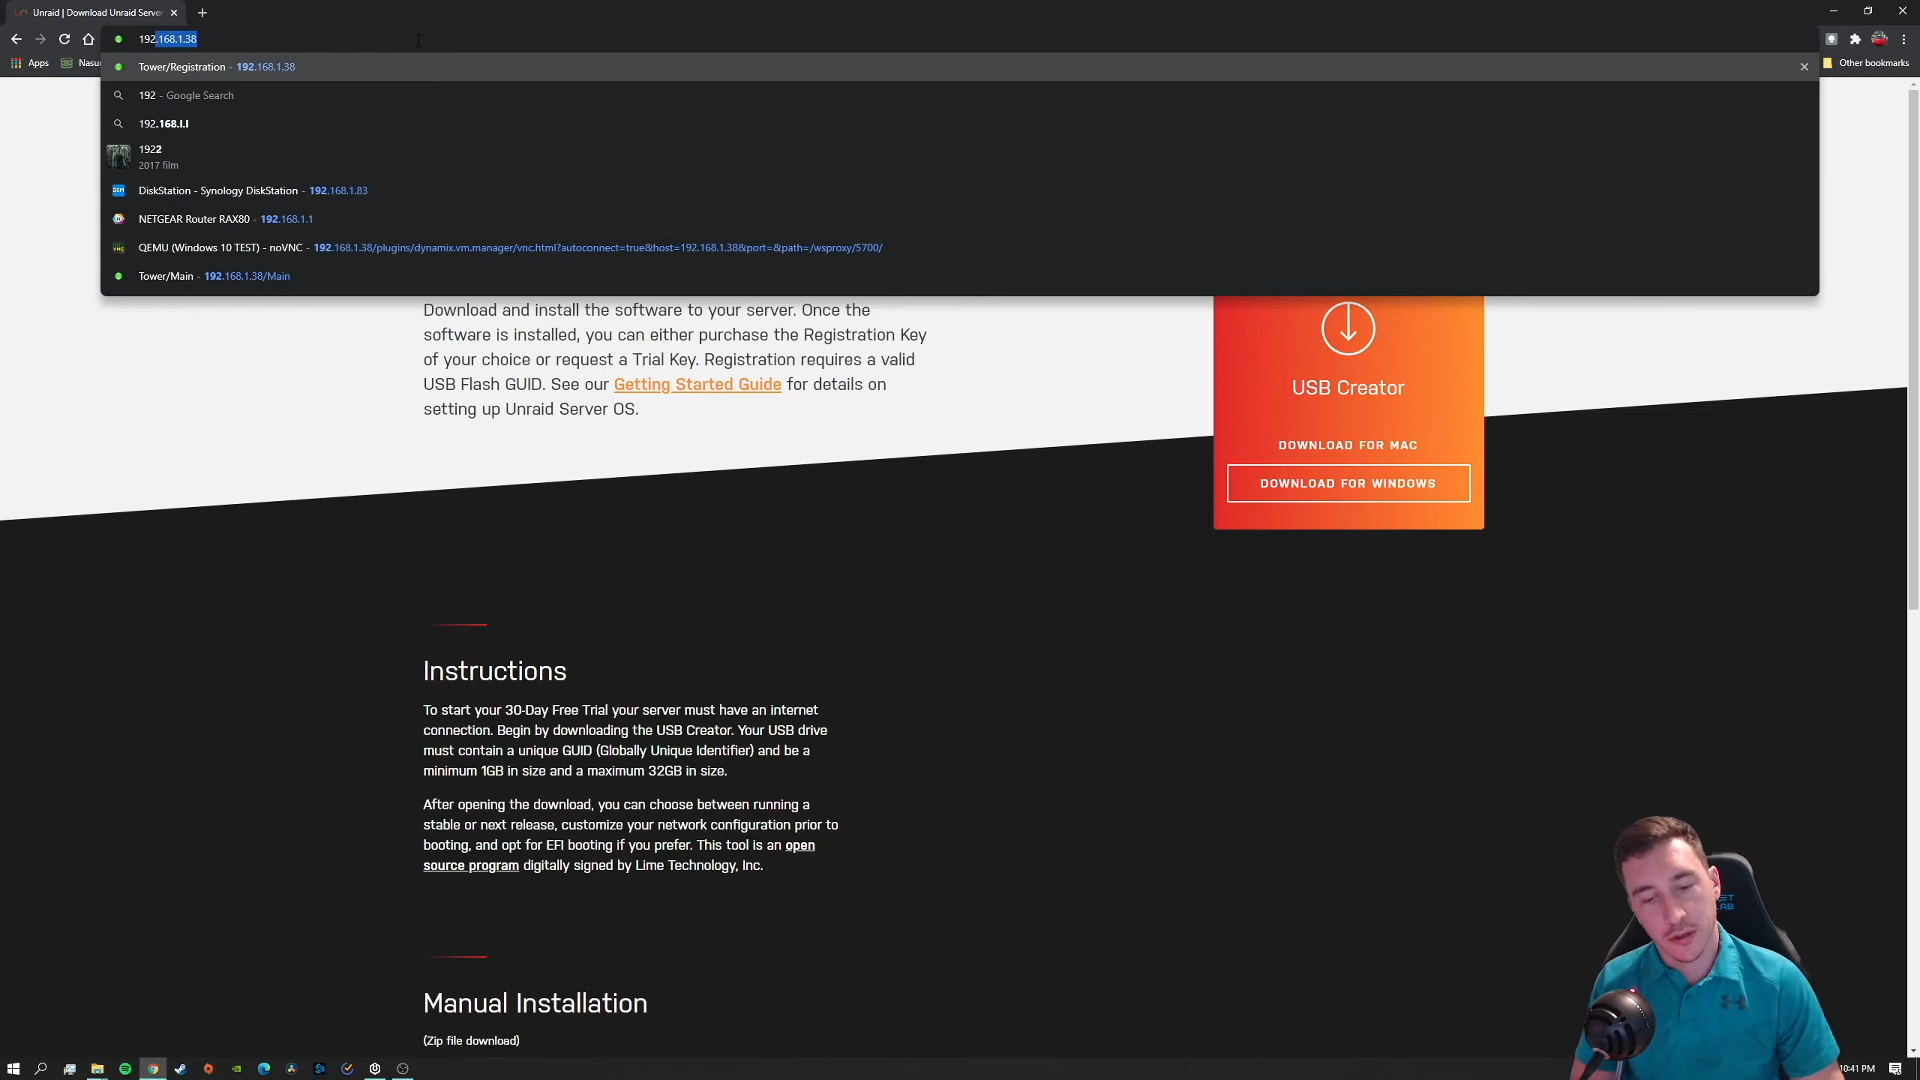 Unraid | Download Unraid Server
192.168.1.38
Apps
Nasun
Other bookmarks
Tower/Registration - 192.168.1.38
192 - Google Search
192.168.l.l
1922
2017 film
DiskStation - Synology DiskStation - 192.168.1.83
NETGEAR Router RAX80 - 192.168.1.1
QEMU (Windows 10 TEST) - noVNC - 192.168.1.38/plugins/dynamix.vm.manager/vnc.html?autoconnect=true&host=192.168.1.38&port=&path=/wsproxy/5700/
Tower/Main - 192.168.1.38/Main
Download and install the software to your server. Once the
software is installed, you can either purchase the Registration Key
of your choice or request a Trial Key. Registration requires a valid
USB Flash GUID. See our Getting Started Guide for details on
setting up Unraid Server OS.
USB Creator
DOWNLOAD FOR MAC
DOWNLOAD FOR WINDOWS
Instructions
To start your 30-Day Free Trial your server must have an internet
connection. Begin by downloading the USB Creator. Your USB drive
must contain a unique GUID (Globally Unique Identifier) and be a
minimum 1GB in size and a maximum 32GB in size.
After opening the download, you can choose between running a
stable or next release, customize your network configuration prior to
booting, and opt for EFI booting if you prefer. This tool is an open
source program digitally signed by Lime Technology, Inc.
Manual Installation
(Zip file download)
10:41 PM